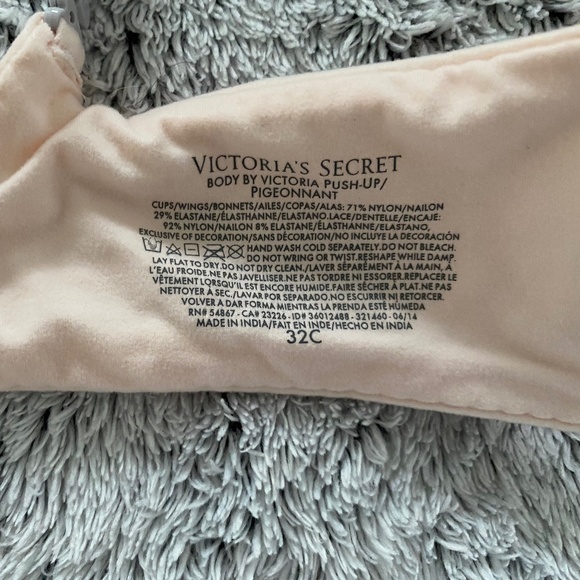 VICTORIA'S SECRET
BODY BY VICTORIA PUSH-UP/
PIGEONNANT
CUPS/WINGS/BONNETS/AILES/COPAS/ALAS: 71% NYLON/NAILON
29% ELASTANE/ÉLASTHANNE/ELASTANO.LACE/DENTELLE/ENCAJE:
92% NYLON/NAILON 8% ELASTANE/ÉLASTHANNE/ELASTANO,
EXCLUSIVE OF DECORATION/SANS DÉCORATION/NO INCLUYE LA DECORACIÓN
HAND WASH COLD SEPARATELY.DO NOT BLEACH.
DO NOT WRING OR TWIST.RESHAPE WHILE DAMP.
LAY FLAT TO DRY.DO NOT DRY CLEAN./LAVER SÉPARÉMENT À LA MAIN, À
L'EAU FROIDE.NE PAS JAVELLISER.NE PAS TORDRE NI ESSORER.REPLACER LE
VÊTEMENT LORSQU'IL EST ENCORE HUMIDE.FAIRE SÉCHER À PLAT.NE PAS
NETTOYER À SEC./LAVAR POR SEPARADO.NO ESCURRIR NI RETORCER.
VOLVER A DAR FORMA MIENTRAS LA PRENDA ESTÉ HÚMEDA
RN# 54867 - CA# 23226 - ID# 36012488 - 321460 - 06/14
MADE IN INDIA/FAIT EN INDE/HECHO EN INDIA
32C